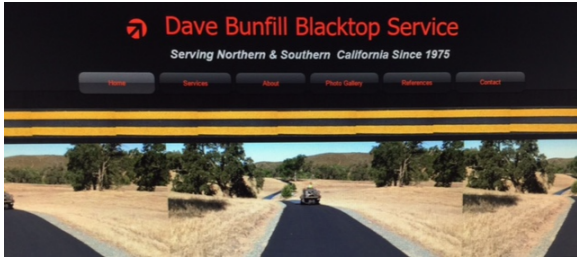 Dave Bunfill Blacktop Service
Serving Northern & Southern California Since 1975
Home Services About Photo Gallery References Contact